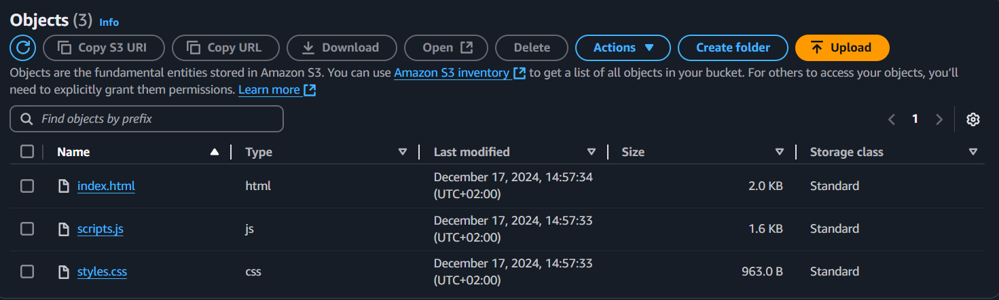 Objects (3) Info
Copy S3 URI Copy URL Download Open Delete Actions Create folder Upload
Objects are the fundamental entities stored in Amazon S3. You can use Amazon S3 inventory to get a list of all objects in your bucket. For others to access your objects, you'll
need to explicitly grant them permissions. Learn more
Find objects by prefix 1
Name Type Last modified Size Storage class
index.html html December 17, 2024, 14:57:34 2.0 KB Standard
(UTC+02:00)
scripts.js js December 17, 2024, 14:57:33 1.6 KB Standard
(UTC+02:00)
styles.css css December 17, 2024, 14:57:33 963.0 B Standard
(UTC+02:00)